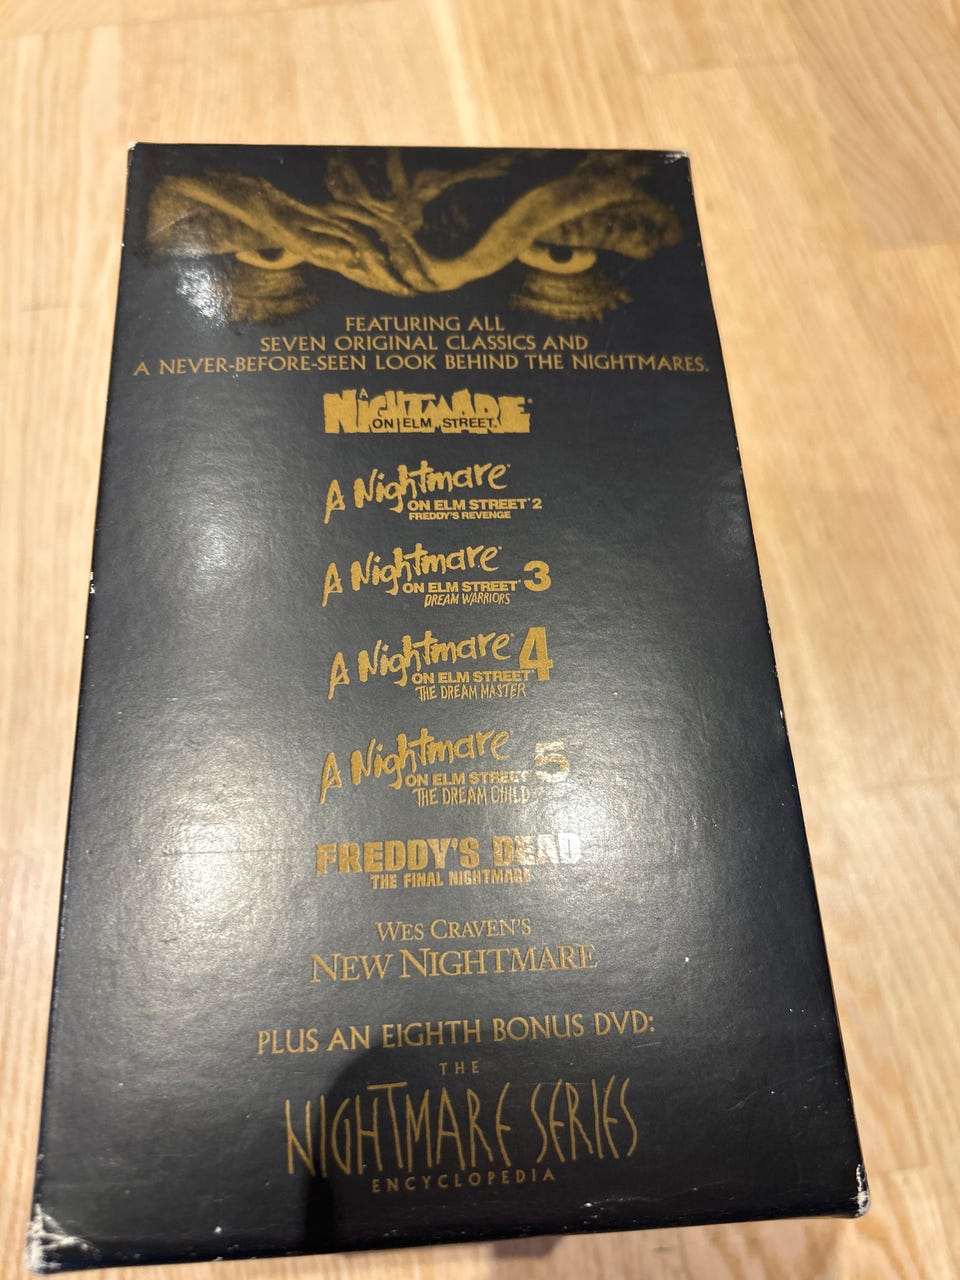 FEATURING ALL
SEVEN ORIGINAL CLASSICS AND
A NEVER-BEFORE-SEEN LOOK BEHIND THE NIGHTMARES.
A
NIGHTMARE
ON ELM STREET
A Nightmare
ON ELM STREET 2
FREDDY'S REVENGE
A Nightmare
ON ELM STREET 3
DREAM WARRIORS
A Nightmare
ON ELM STREET 4
THE DREAM MASTER
A Nightmare
ON ELM STREET 5
THE DREAM CHILD
FREDDY'S DEAD
THE FINAL NIGHTMARE
WES CRAVEN'S
NEW NIGHTMARE
PLUS AN EIGHTH BONUS DVD:
THE
NIGHTMARE SERIES
ENCYCLOPEDIA